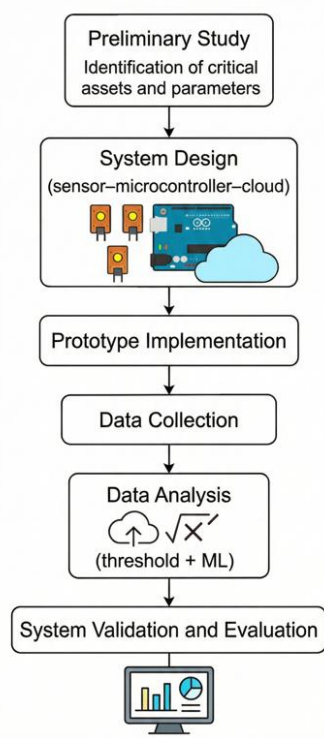 Preliminary Study
Identification of critical
assets and parameters
System Design
(sensor–microcontroller–cloud)
Prototype Implementation
Data Collection
Data Analysis
√x
(threshold + ML)
System Validation and Evaluation